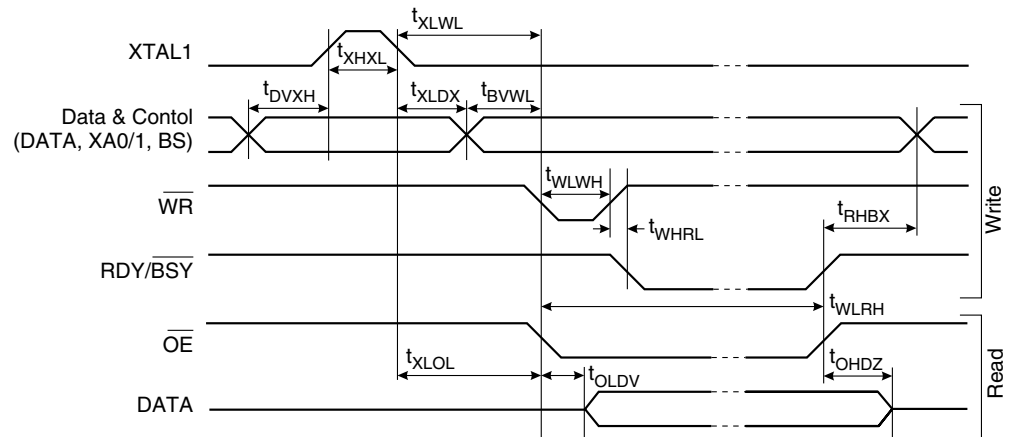 XTAL1
t_XLWL
t_XHXL
t_DVXH
t_XLDX
t_BVWL
Data & Contol
(DATA, XA0/1, BS)
t_WLWH
WR
t_WHRL
t_RHBX
Write
RDY/BSY
t_WLRH
OE
t_XLOL
t_OLDV
t_OHDZ
Read
DATA